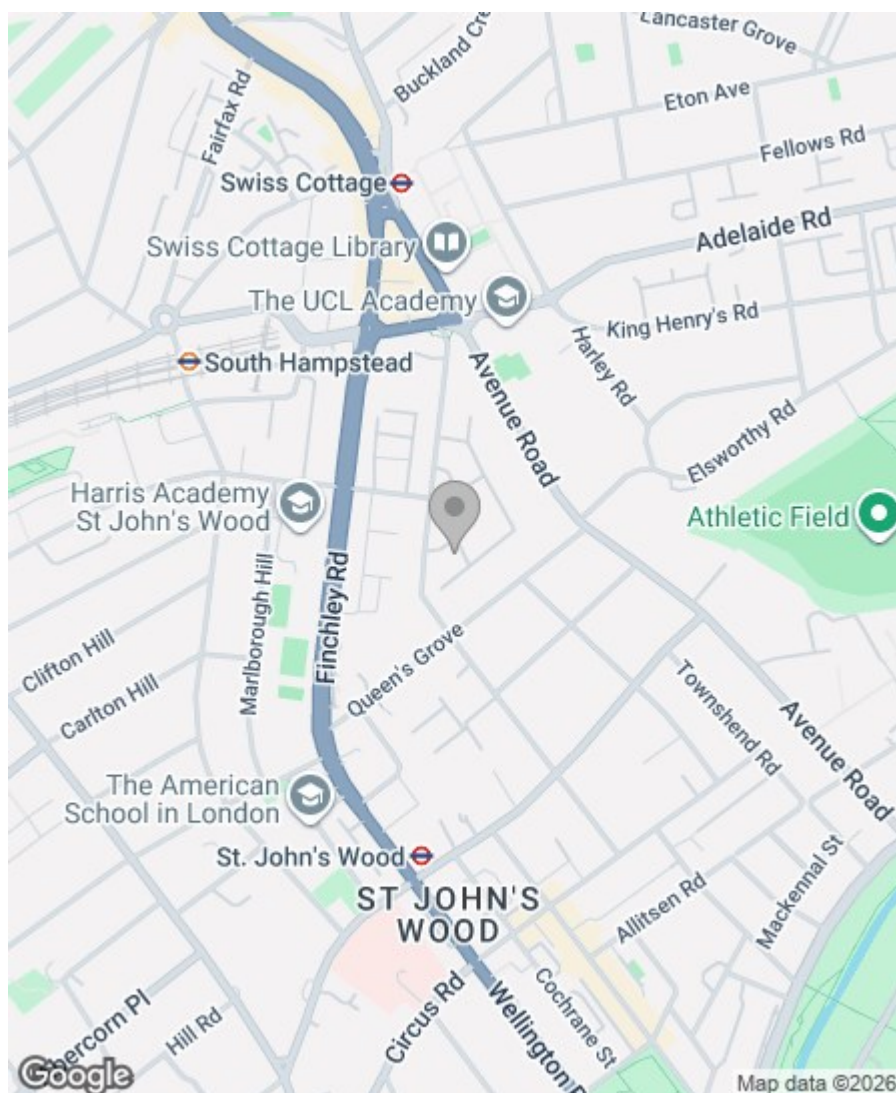 Lancaster Grove
Buckland Cre
Eton Ave
Fairfax Rd
Fellows Rd
Swiss Cottage
Adelaide Rd
Swiss Cottage Library
The UCL Academy
King Henry's Rd
South Hampstead
Harley Rd
Avenue Road
Elsworthy Rd
Harris Academy
St John's Wood
Athletic Field
Marlborough Hill
Finchley Rd
Clifton Hill
Queen's Grove
Carlton Hill
Townshend Rd
Avenue Road
The American
School in London
St. John's Wood
Mackennal St
Allitsen Rd
ST JOHN'S
WOOD
Cochrane St
Circus Rd
Wellington R
Hill Rd
bercorn Pl
Google
Map data ©2026